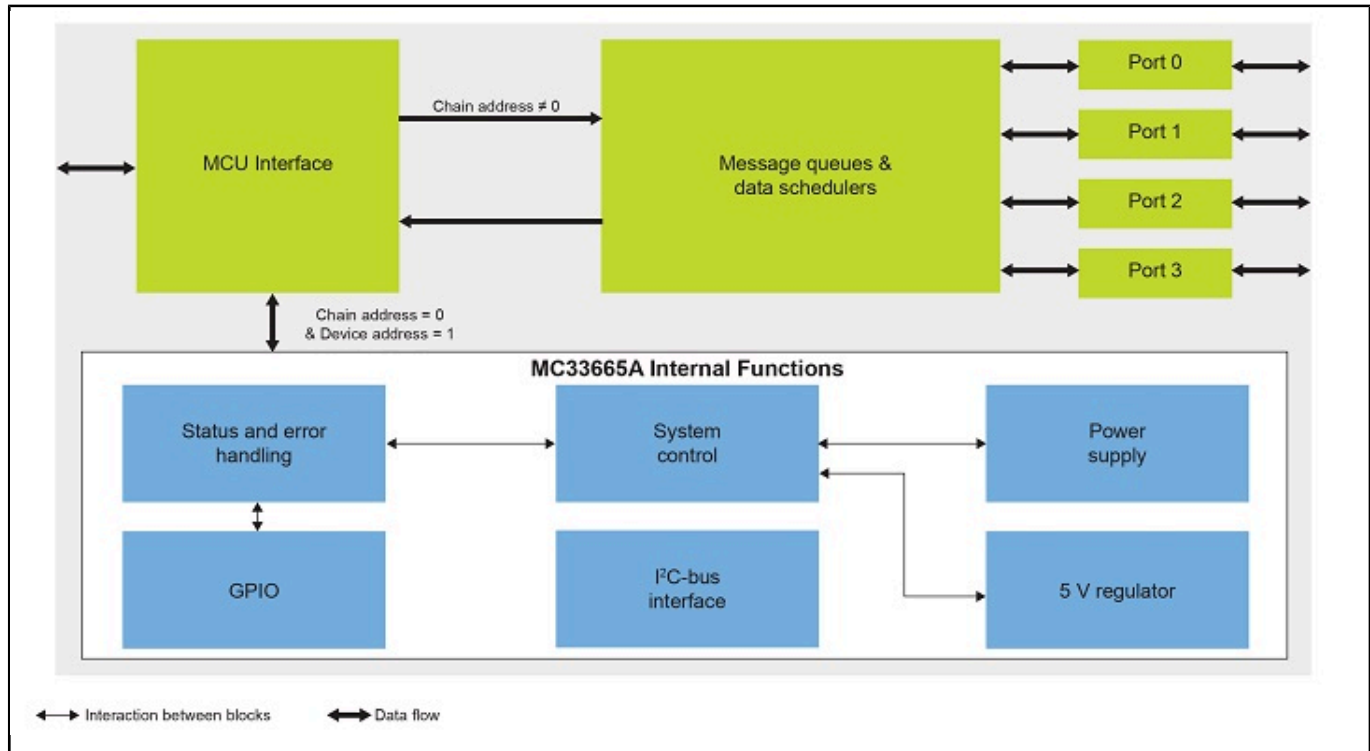 Port 0
Chain address ≠ 0
Port 1
MCU Interface
Message queues &
data schedulers
Port 2
Port 3
Chain address = 0
& Device address = 1
MC33665A Internal Functions
Status and error
handling
System
control
Power
supply
GPIO
I²C-bus
interface
5 V regulator
Interaction between blocks
Data flow